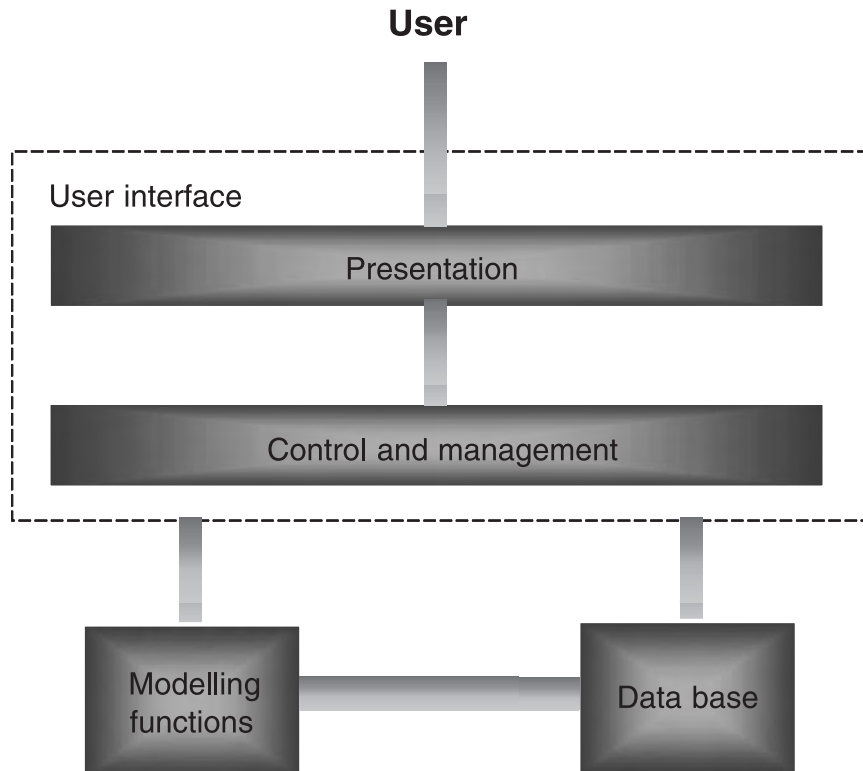 User
User interface
Presentation
Control and management
Modelling
functions
Data base